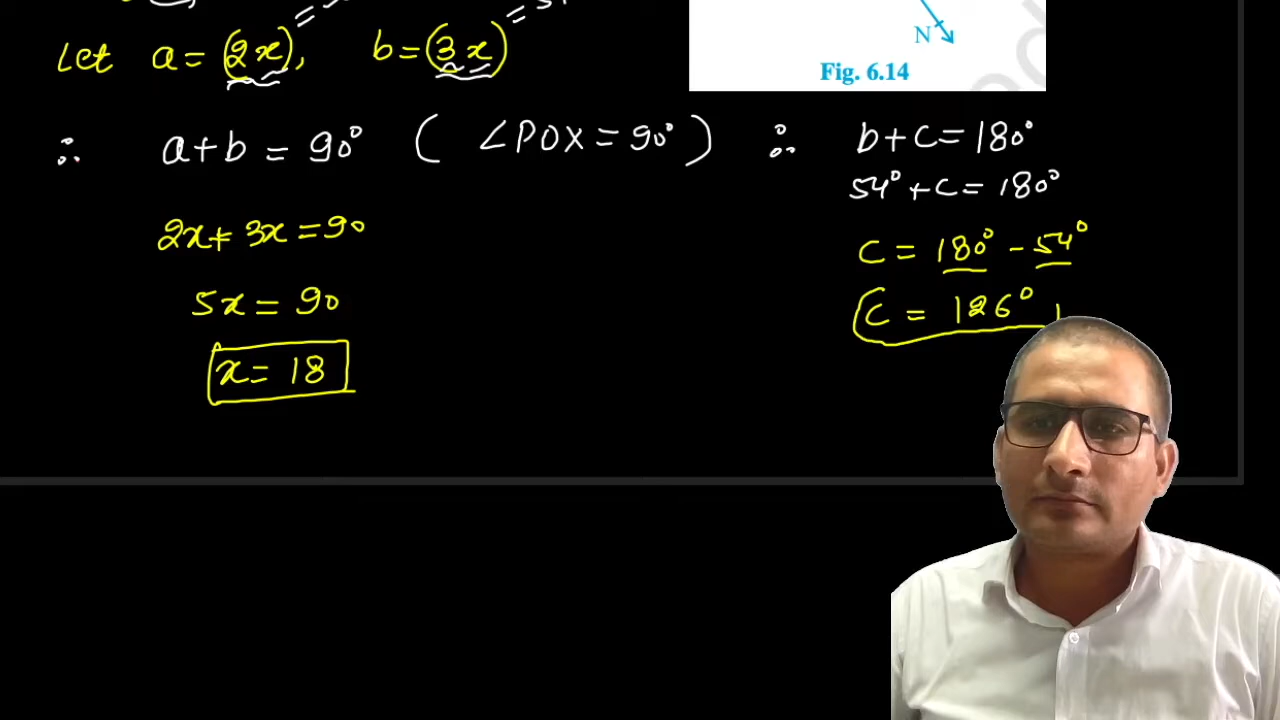 Let a = (2x), b = (3x)
N
Fig. 6.14
∴ a+b = 90° ( ∠POX = 90° ) ∴ b+c = 180°
54° + c = 180°
2x + 3x = 90
c = 180° - 54°
5x = 90
c = 126°
x = 18